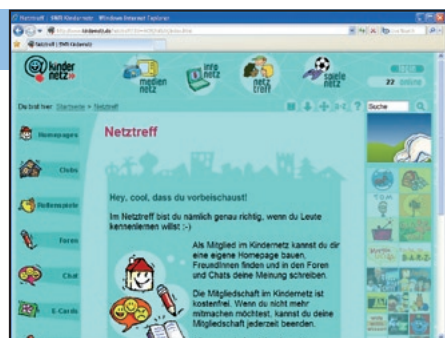 Netztreff | SWR Kindernetz - Windows Internet Explorer
Netztreff | SWR Kindernetz
kinder
netz
medien
netz
info
netz
netz
treff
spiele
netz
22 online
Du bist hier: Startseite » Netztreff
Suche
Homepages
Clubs
Rollenspiele
Foren
Chat
E-Cards
Netztreff
Hey, cool, dass du vorbeischaust!
Im Netztreff bist du nämlich genau richtig, wenn du Leute
kennenlernen willst :-)
Als Mitglied im Kindernetz kannst du dir
eine eigene Homepage bauen,
FreundInnen finden und in den Foren
und Chats deine Meinung schreiben.
Die Mitgliedschaft im Kindernetz ist
kostenfrei. Wenn du nicht mehr
mitmachen möchtest, kannst du deine
Mitgliedschaft jederzeit beenden.